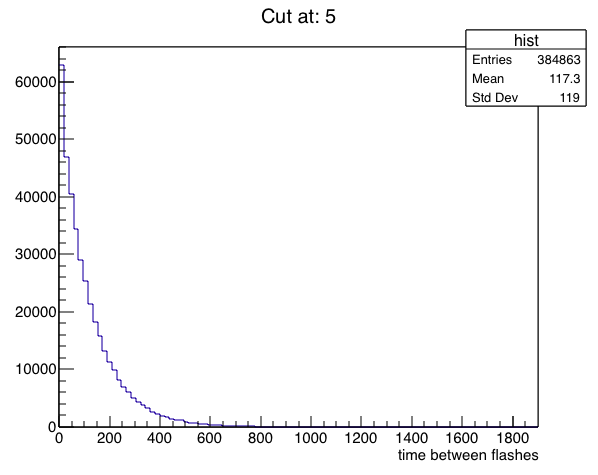 Cut at: 5
hist
Entries 384863
Mean 117.3
Std Dev 119
60000
50000
40000
30000
20000
10000
0
0 200 400 600 800 1000 1200 1400 1600 1800
time between flashes